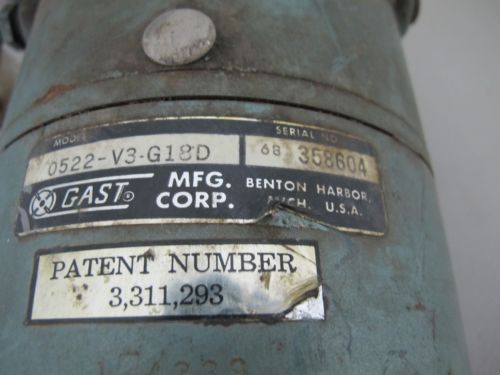 MODEL SERIAL NO
0522-V3-G18D 68 358604
GAST MFG. CORP. BENTON HARBOR,
MICH. U.S.A.
PATENT NUMBER
3,311,293